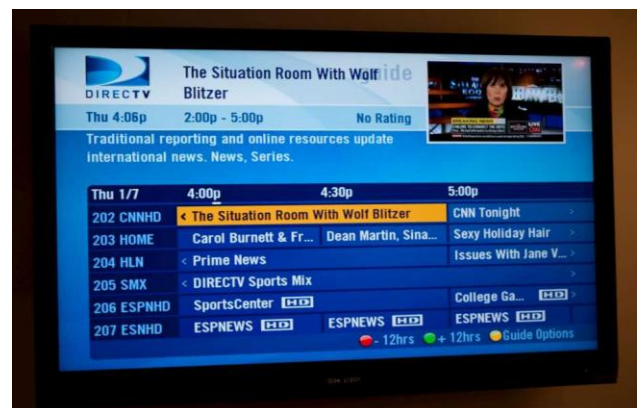 guide
The Situation Room With Wolf
Blitzer
DIRECTV
Thu 4:06p 2:00p - 5:00p No Rating
Traditional reporting and online resources update
international news. News, Series.
Thu 1/7 4:00p 4:30p 5:00p
202 CNNHD < The Situation Room With Wolf Blitzer CNN Tonight >
203 HOME Carol Burnett & Fr... Dean Martin, Sina... Sexy Holiday Hair >
204 HLN < Prime News Issues With Jane V... >
205 SMX < DIRECTV Sports Mix >
206 ESPNHD SportsCenter HD College Ga... HD >
207 ESNHD ESPNEWS HD ESPNEWS HD ESPNEWS HD
- 12hrs + 12hrs Guide Options